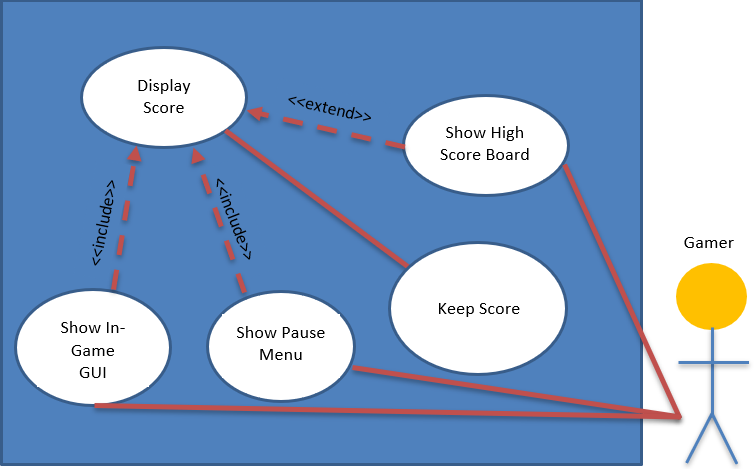 Display
Score
<<extend>>
Show High
Score Board
<<include>>
<<include>>
Gamer
Keep Score
Show In-
Game
GUI
Show Pause
Menu